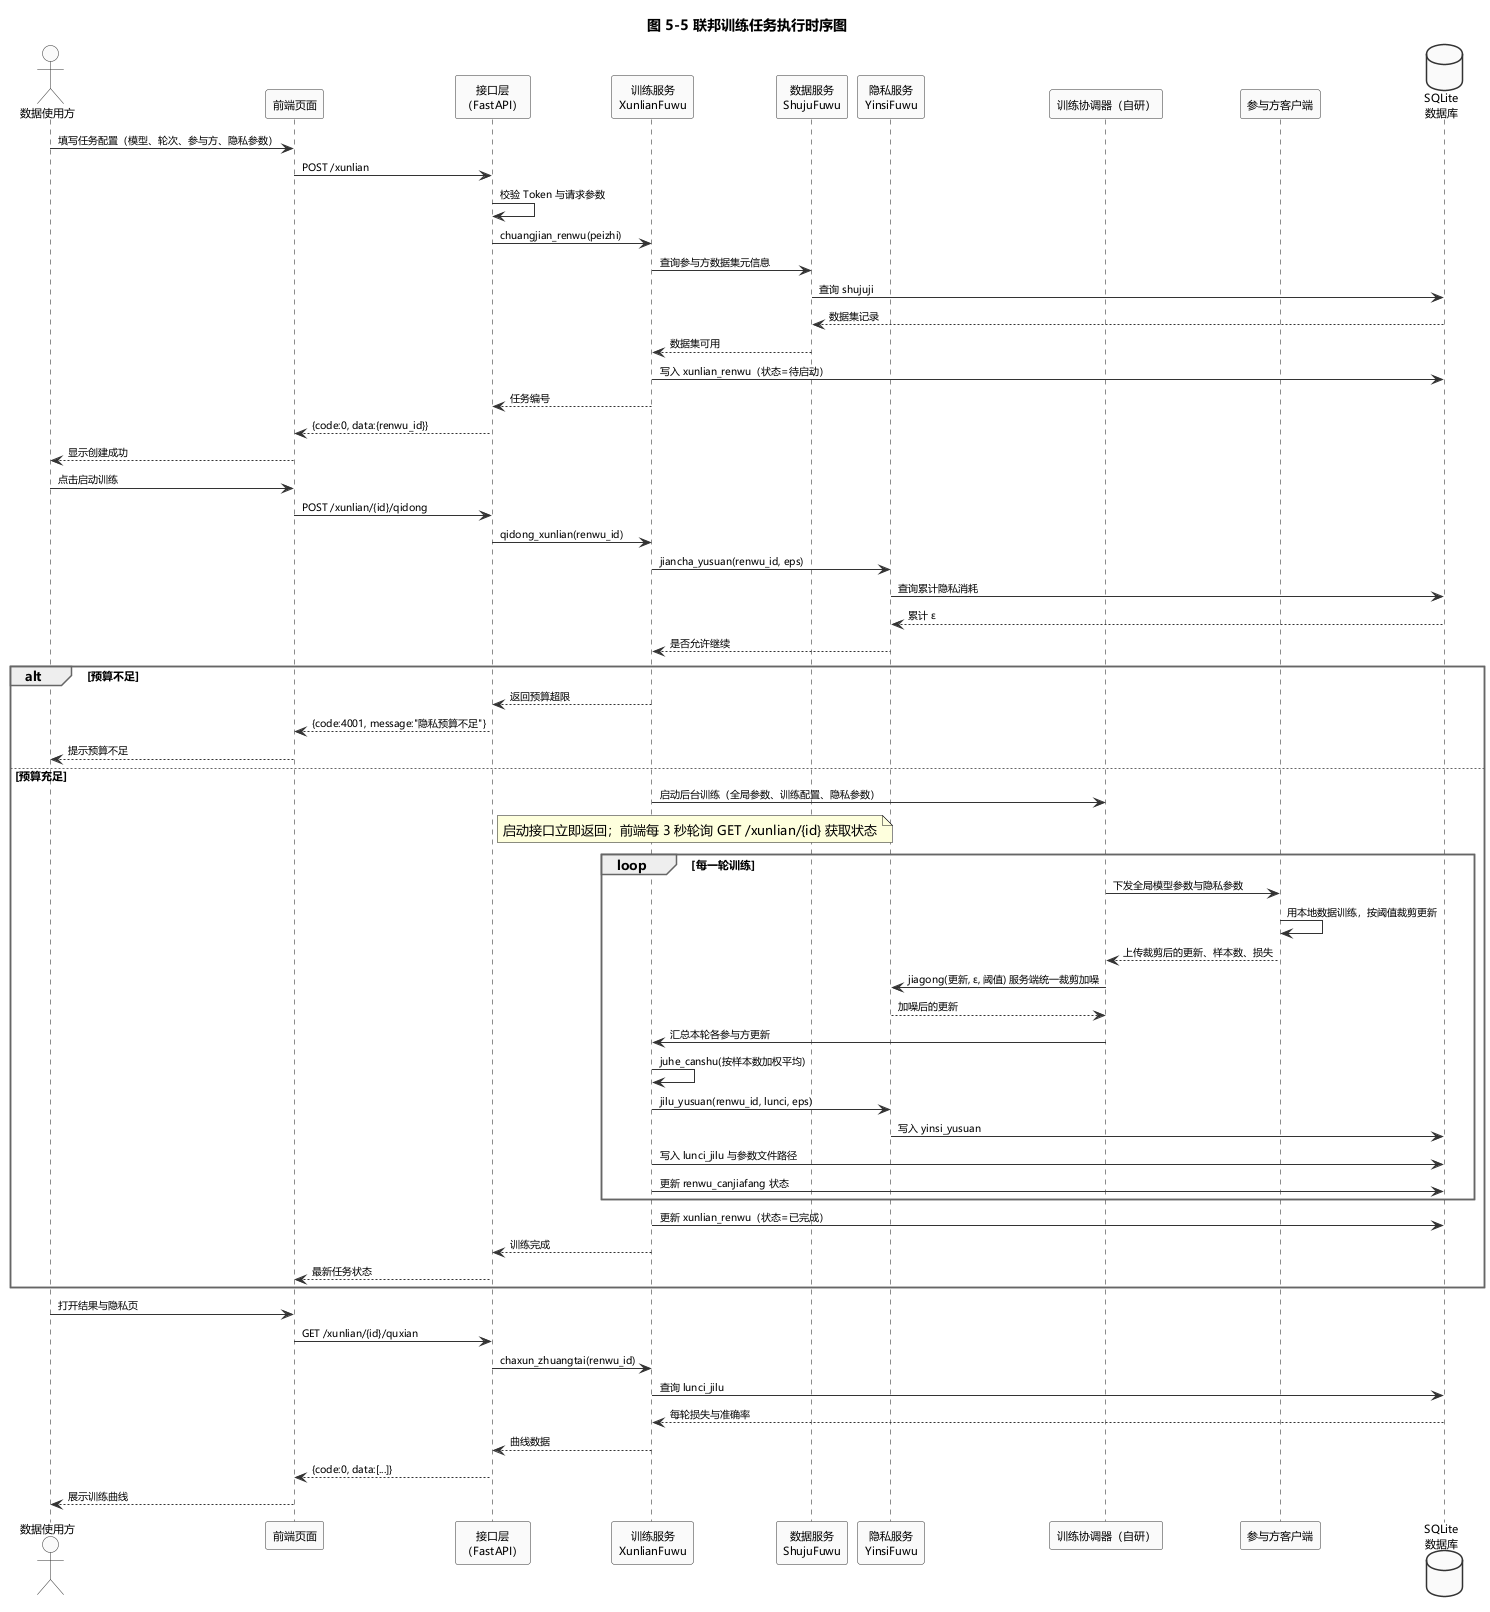 图 5-5 联邦训练任务执行时序图
数据使用方
前端页面
接口层
（FastAPI）
训练服务
XunlianFuwu
数据服务
ShujuFuwu
隐私服务
YinsiFuwu
训练协调器（自研）
参与方客户端
SQLite
数据库
填写任务配置（模型、轮次、参与方、隐私参数）
POST /xunlian
校验 Token 与请求参数
chuangjian_renwu(peizhi)
查询参与方数据集元信息
查询 shujuji
数据集记录
数据集可用
写入 xunlian_renwu（状态=待启动）
任务编号
{code:0, data:{renwu_id}}
显示创建成功
点击启动训练
POST /xunlian/{id}/qidong
qidong_xunlian(renwu_id)
jiancha_yusuan(renwu_id, eps)
查询累计隐私消耗
累计 ε
是否允许继续
alt [预算不足]
返回预算超限
{code:4001, message:"隐私预算不足"}
提示预算不足
[预算充足]
启动后台训练（全局参数、训练配置、隐私参数）
启动接口立即返回；前端每 3 秒轮询 GET /xunlian/{id} 获取状态
loop [每一轮训练]
下发全局模型参数与隐私参数
用本地数据训练，按阈值裁剪更新
上传裁剪后的更新、样本数、损失
jiagong(更新, ε, 阈值) 服务端统一裁剪加噪
加噪后的更新
汇总本轮各参与方更新
juhe_canshu(按样本数加权平均)
jilu_yusuan(renwu_id, lunci, eps)
写入 yinsi_yusuan
写入 lunci_jilu 与参数文件路径
更新 renwu_canjiafang 状态
更新 xunlian_renwu（状态=已完成）
训练完成
最新任务状态
打开结果与隐私页
GET /xunlian/{id}/quxian
chaxun_zhuangtai(renwu_id)
查询 lunci_jilu
每轮损失与准确率
曲线数据
{code:0, data:[...]}
展示训练曲线
数据使用方
前端页面
接口层
（FastAPI）
训练服务
XunlianFuwu
数据服务
ShujuFuwu
隐私服务
YinsiFuwu
训练协调器（自研）
参与方客户端
SQLite
数据库